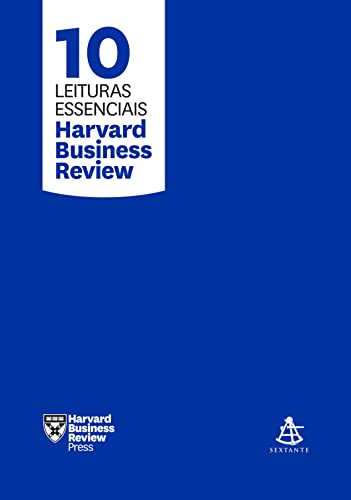 10
LEITURAS
ESSENCIAIS
Harvard
Business
Review
Harvard
Business
Review
Press
SEXTANTE